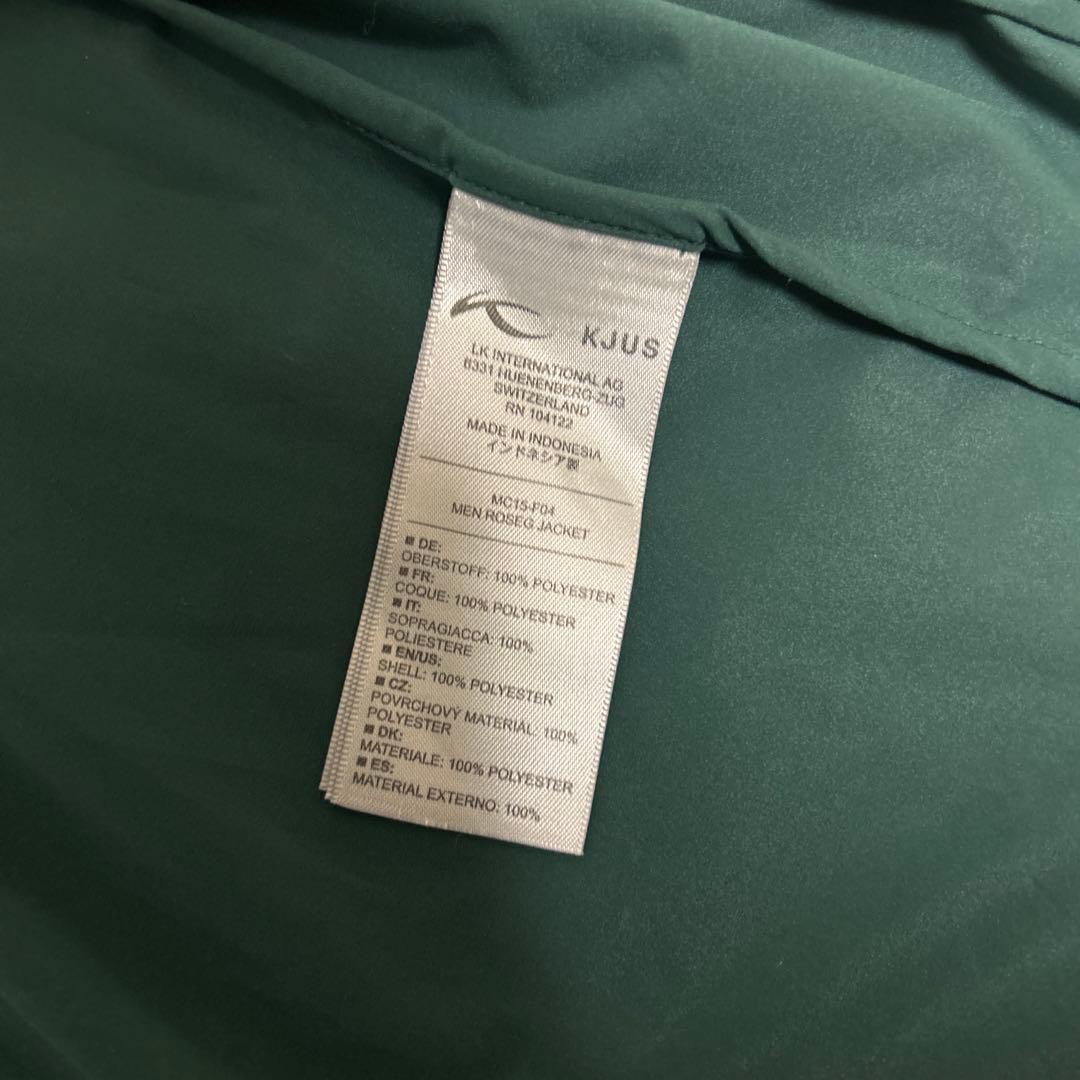 KJUS
LK INTERNATIONAL AG
6331 HUENENBERG-ZUG
SWITZERLAND
RN 104122
MADE IN INDONESIA
インドネシア製
MC15-F04
MEN ROSEG JACKET
DE:
OBERSTOFF: 100% POLYESTER
FR:
COQUE: 100% POLYESTER
IT:
SOPRAGIACCA: 100%
POLIESTERE
EN/US:
SHELL: 100% POLYESTER
CZ:
POVRCHOVÝ MATERIÁL: 100%
POLYESTER
DK:
MATERIALE: 100% POLYESTER
ES:
MATERIAL EXTERNO: 100%